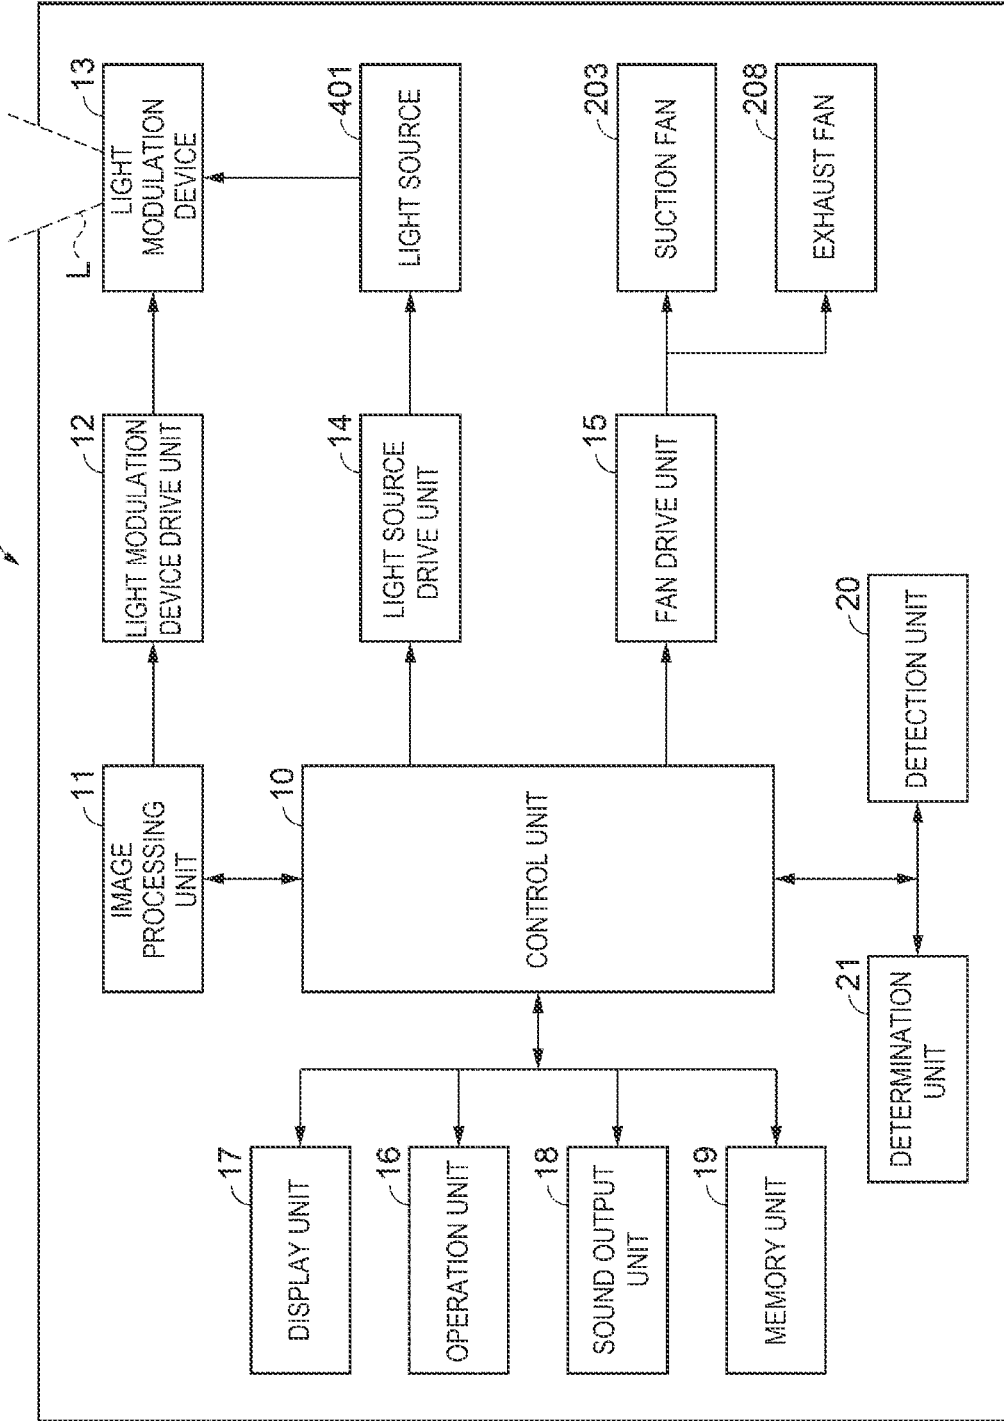 17
DISPLAY UNIT
16
OPERATION UNIT
18
SOUND OUTPUT
UNIT
19
MEMORY UNIT
11
IMAGE
PROCESSING
UNIT
10
CONTROL UNIT
21
DETERMINATION
UNIT
20
DETECTION UNIT
12
LIGHT MODULATION
DEVICE DRIVE UNIT
14
LIGHT SOURCE
DRIVE UNIT
15
FAN DRIVE UNIT
L
13
LIGHT
MODULATION
DEVICE
401
LIGHT SOURCE
203
SUCTION FAN
208
EXHAUST FAN